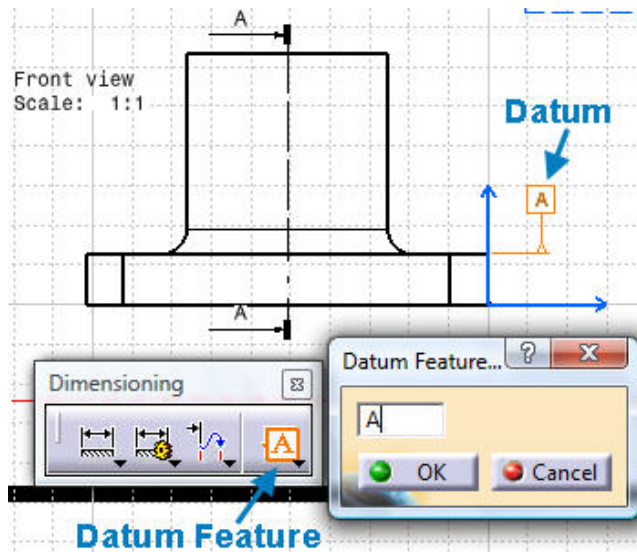 A
Front view
Scale: 1:1
Datum
A
A
Dimensioning
Datum Feature...
A
A
OK
Cancel
Datum Feature